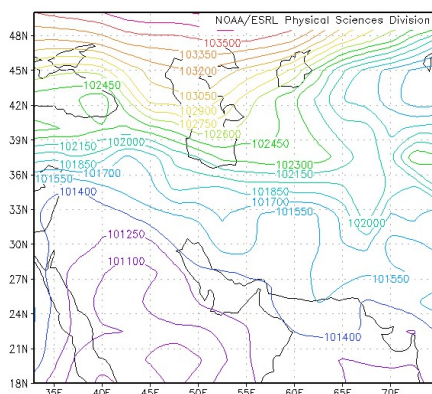 NOAA/ESRL Physical Sciences Division
48N
103500
103350
45N
103200
102450
103050
42N
102900
102750
102600
39N
102150 102000 102450
101850 102300
36N
101550 101700 102150
101400 101850
33N 101700
101550
102000
30N 101250
101100
27N 101550
24N
101400
21N
18N
35E 40E 45E 50E 55E 60E 65E 70E